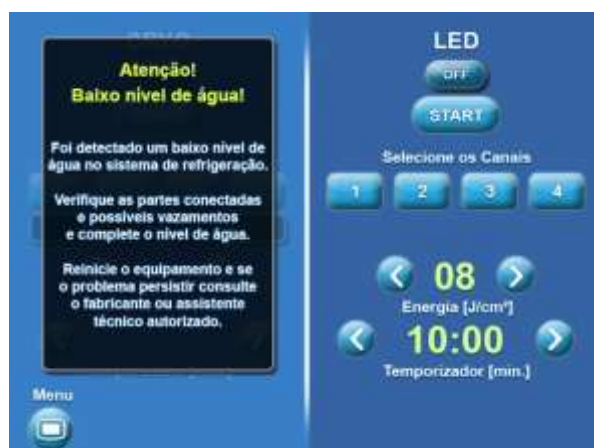 Atenção!
Baixo nível de água!
Foi detectado um baixo nível de
água no sistema de refrigeração.
Verifique as partes conectadas
e possíveis vazamentos
e complete o nível de água.
Reinicie o equipamento e se
o problema persistir consulte
o fabricante ou assistente
técnico autorizado.
Menu
LED
OFF
START
Selecione os Canais
1 2 3 4
08
Energia [J/cm²]
10:00
Temporizador [min.]